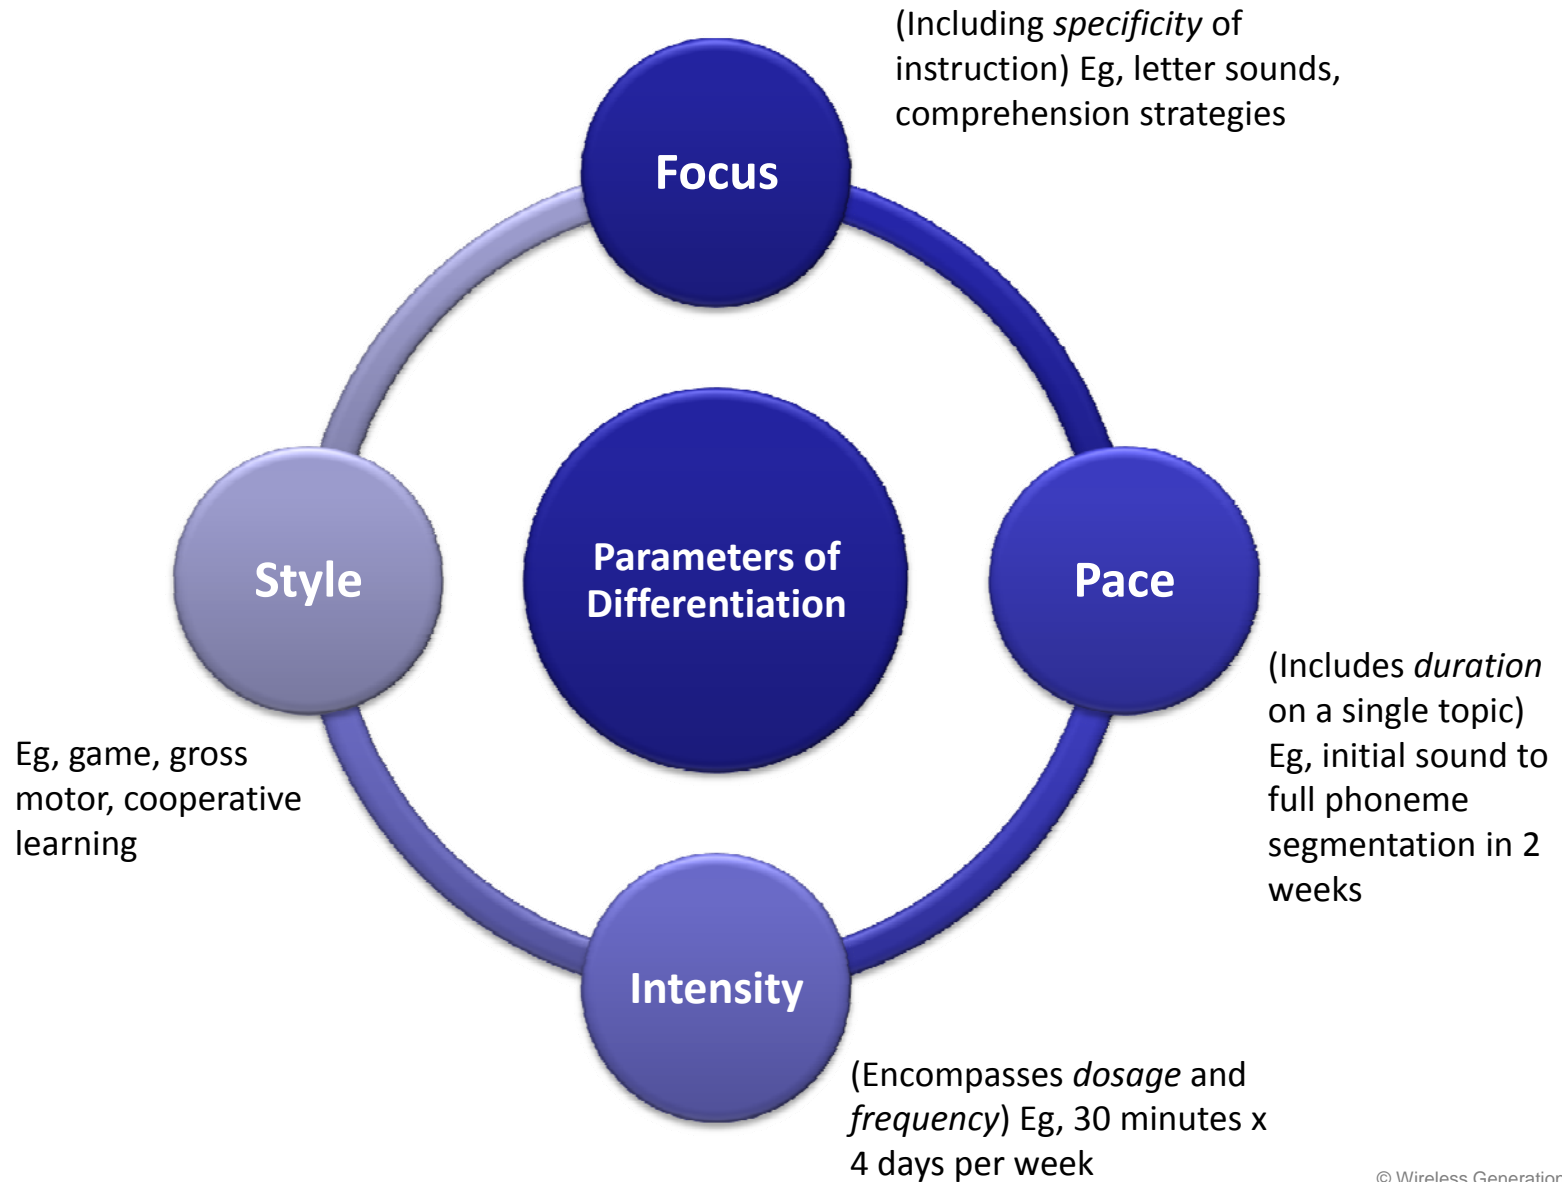 (Including specificity of
instruction) Eg, letter sounds,
comprehension strategies
Focus
Style
Parameters of
Differentiation
Pace
(Includes duration
on a single topic)
Eg, initial sound to
full phoneme
segmentation in 2
weeks
Eg, game, gross
motor, cooperative
learning
Intensity
(Encompasses dosage and
frequency) Eg, 30 minutes x
4 days per week
© Wireless Generation